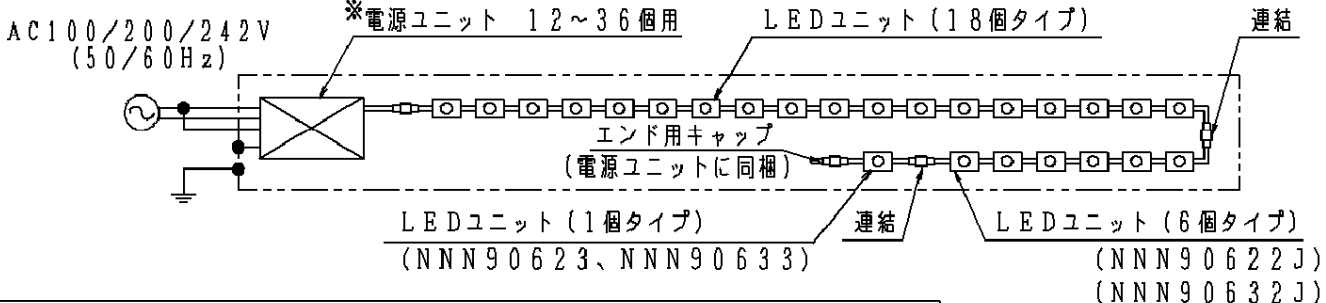 ※電源ユニット 12~36個用
LEDユニット(18個タイプ)
連結
AC100/200/242V
(50/60Hz)
エンド用キャップ
(電源ユニットに同梱)
LEDユニット(1個タイプ)
(NNN90623、NNN90633)
連結
LEDユニット(6個タイプ)
(NNN90622J)
(NNN90632J)